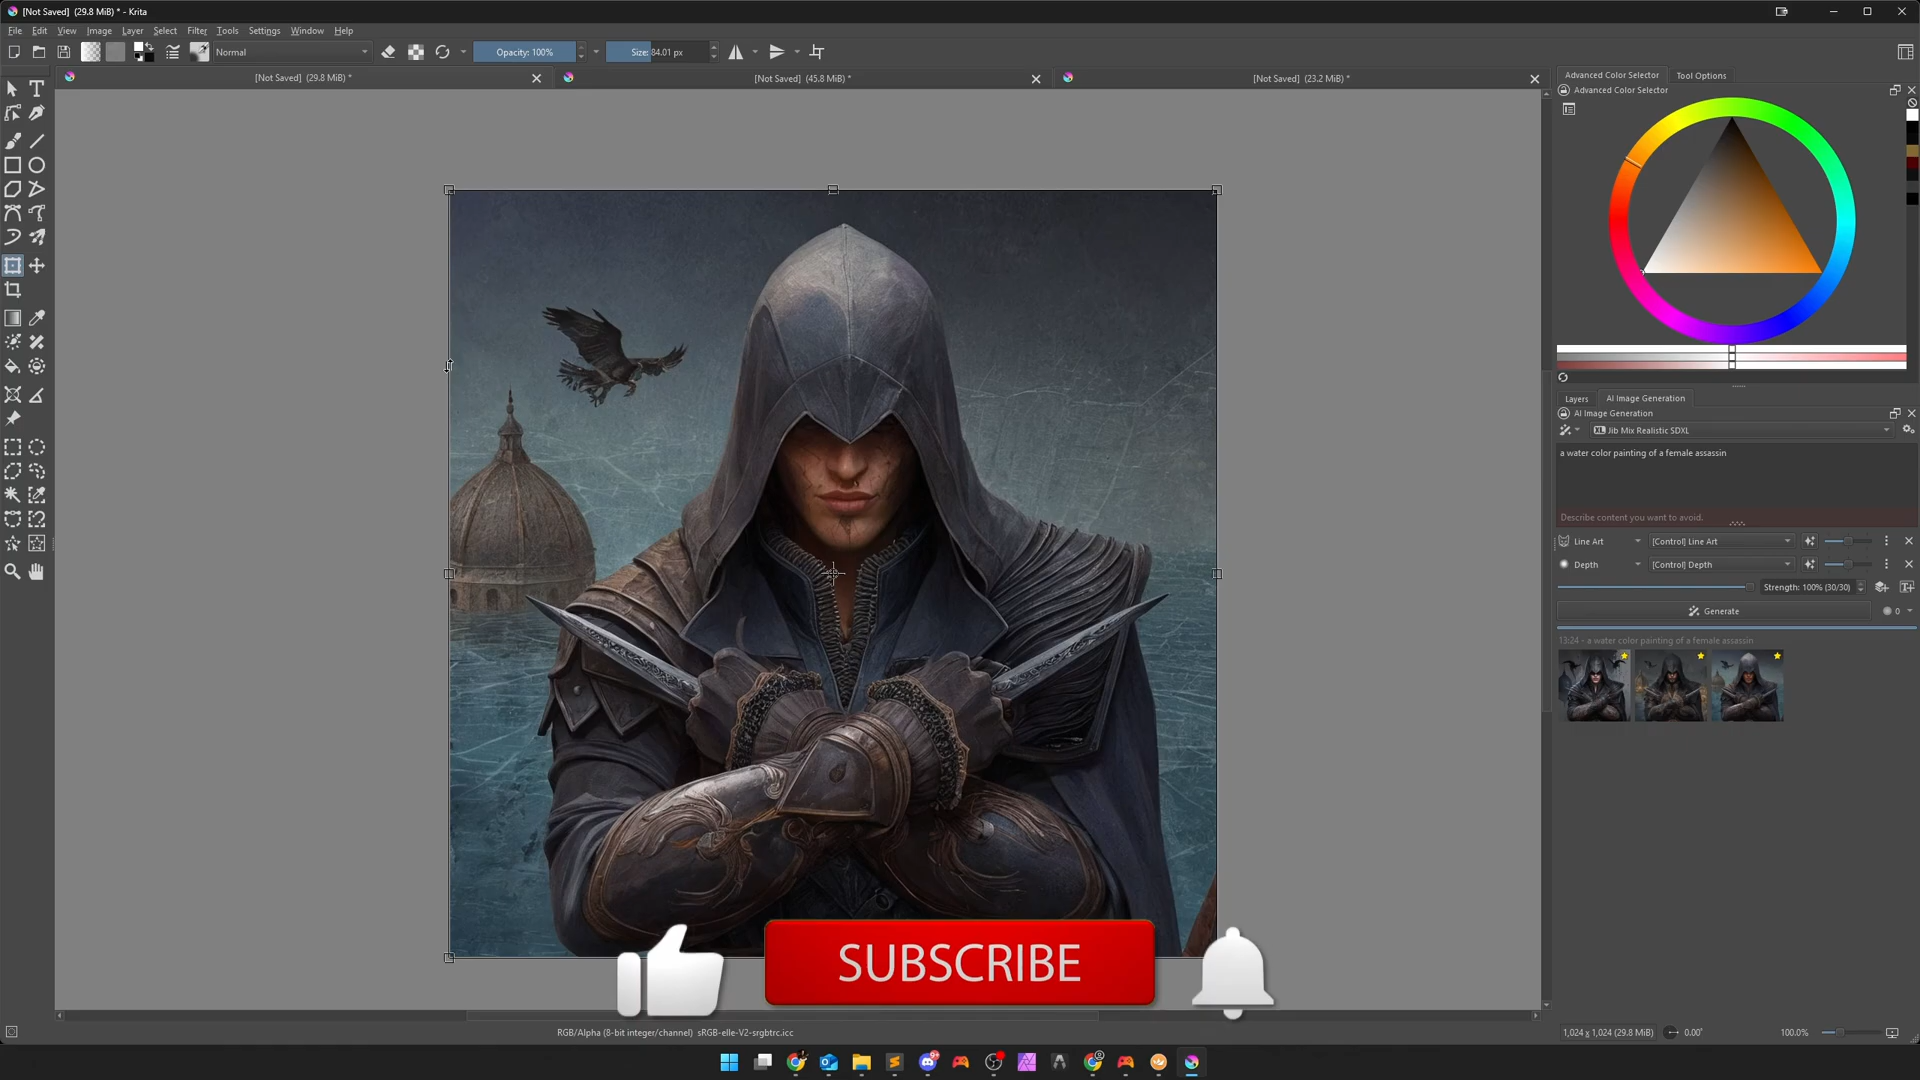 [Not Saved]  (29.8 MiB) * - Krita
File Edit View Image Layer Select Filter Tools Settings Window Help
Normal
Opacity: 100%
Size: 84.01 px
[Not Saved]  (29.8 MiB) *
[Not Saved]  (45.8 MiB) *
[Not Saved]  (23.2 MiB) *
Advanced Color Selector
Tool Options
Advanced Color Selector
Layers
AI Image Generation
AI Image Generation
XL Jib Mix Realistic SDXL
a water color painting of a female assassin
Describe content you want to avoid.
Line Art
[Control] Line Art
Depth
[Control] Depth
Strength: 100% (30/30)
Generate
0
13:24 - a water color painting of a female assassin
SUBSCRIBE
RGB/Alpha (8-bit integer/channel)  sRGB-elle-V2-srgbtrc.icc
1,024 x 1,024 (29.8 MiB)
0.00°
100.0%